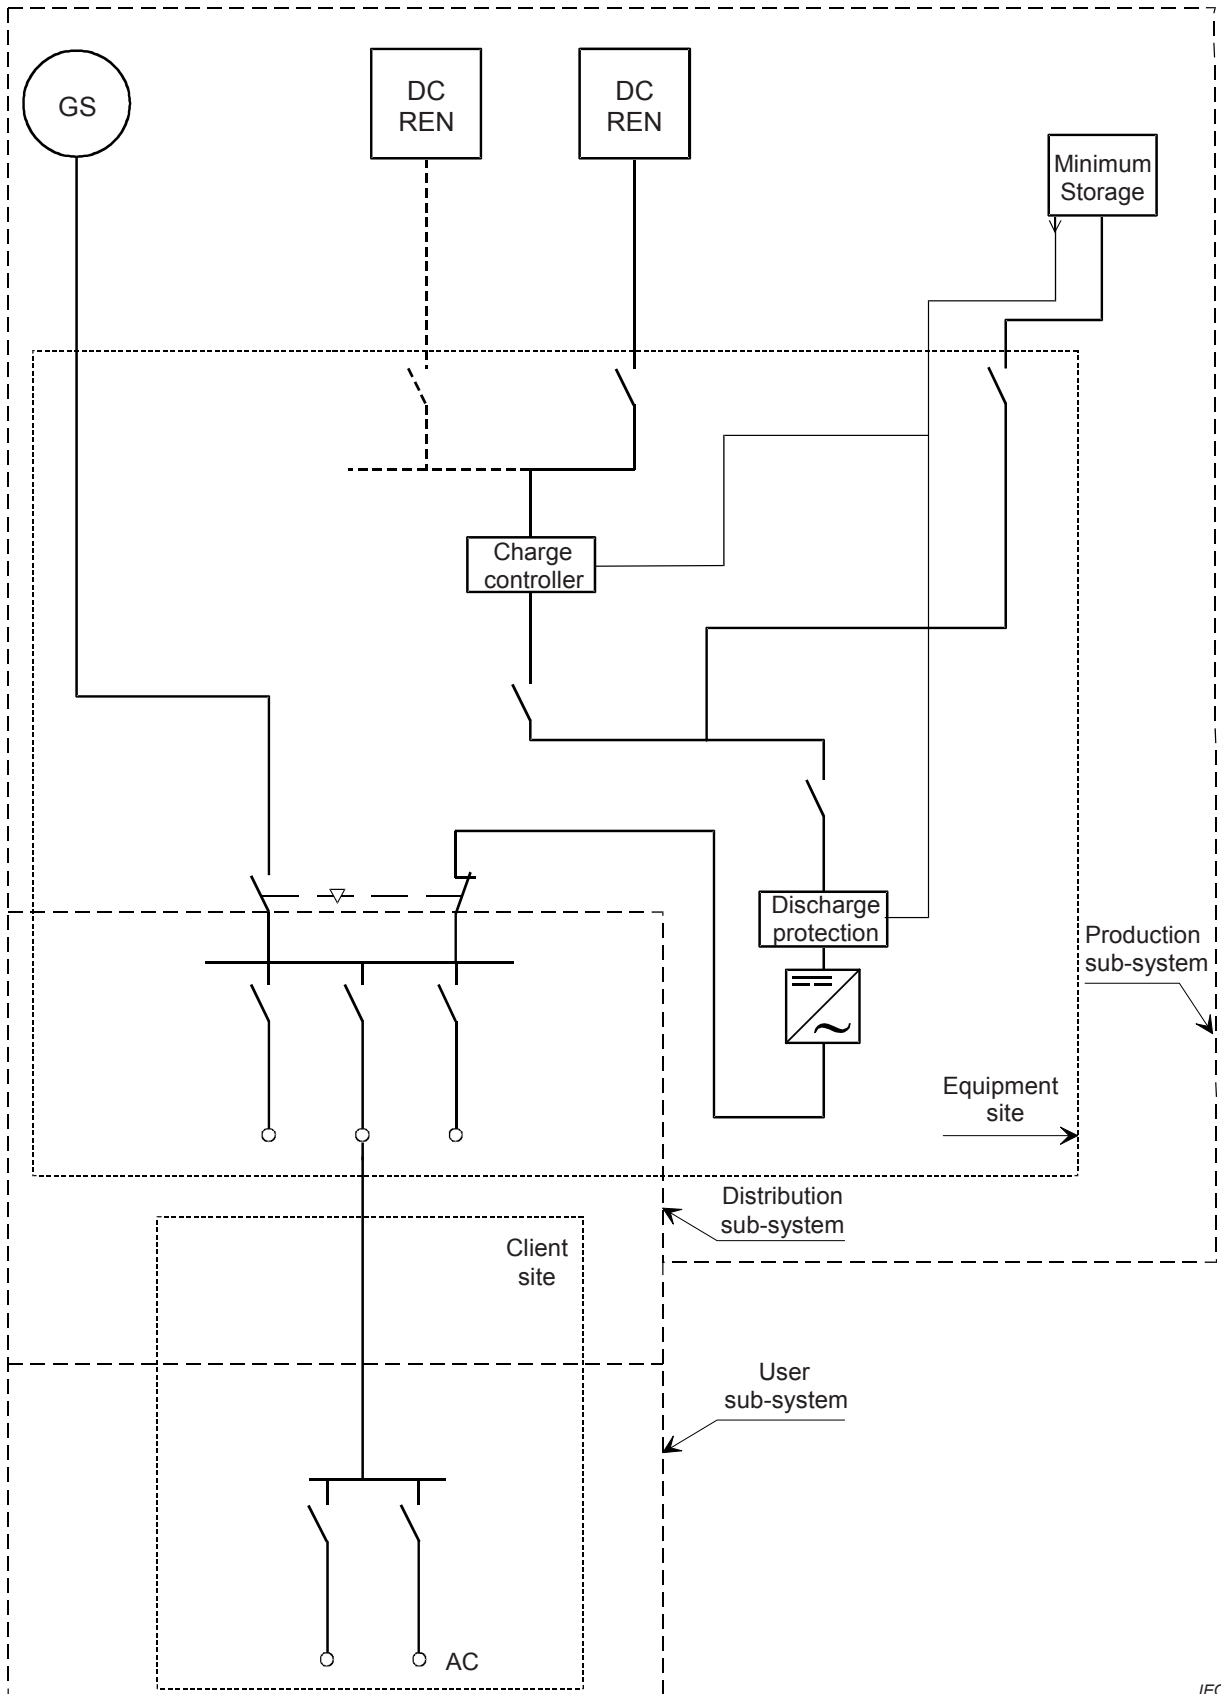 GS
DC
REN
DC
REN
Minimum
Storage
Charge
controller
Discharge
protection
Production
sub-system
Equipment
site
Distribution
sub-system
Client
site
User
sub-system
AC
IEC